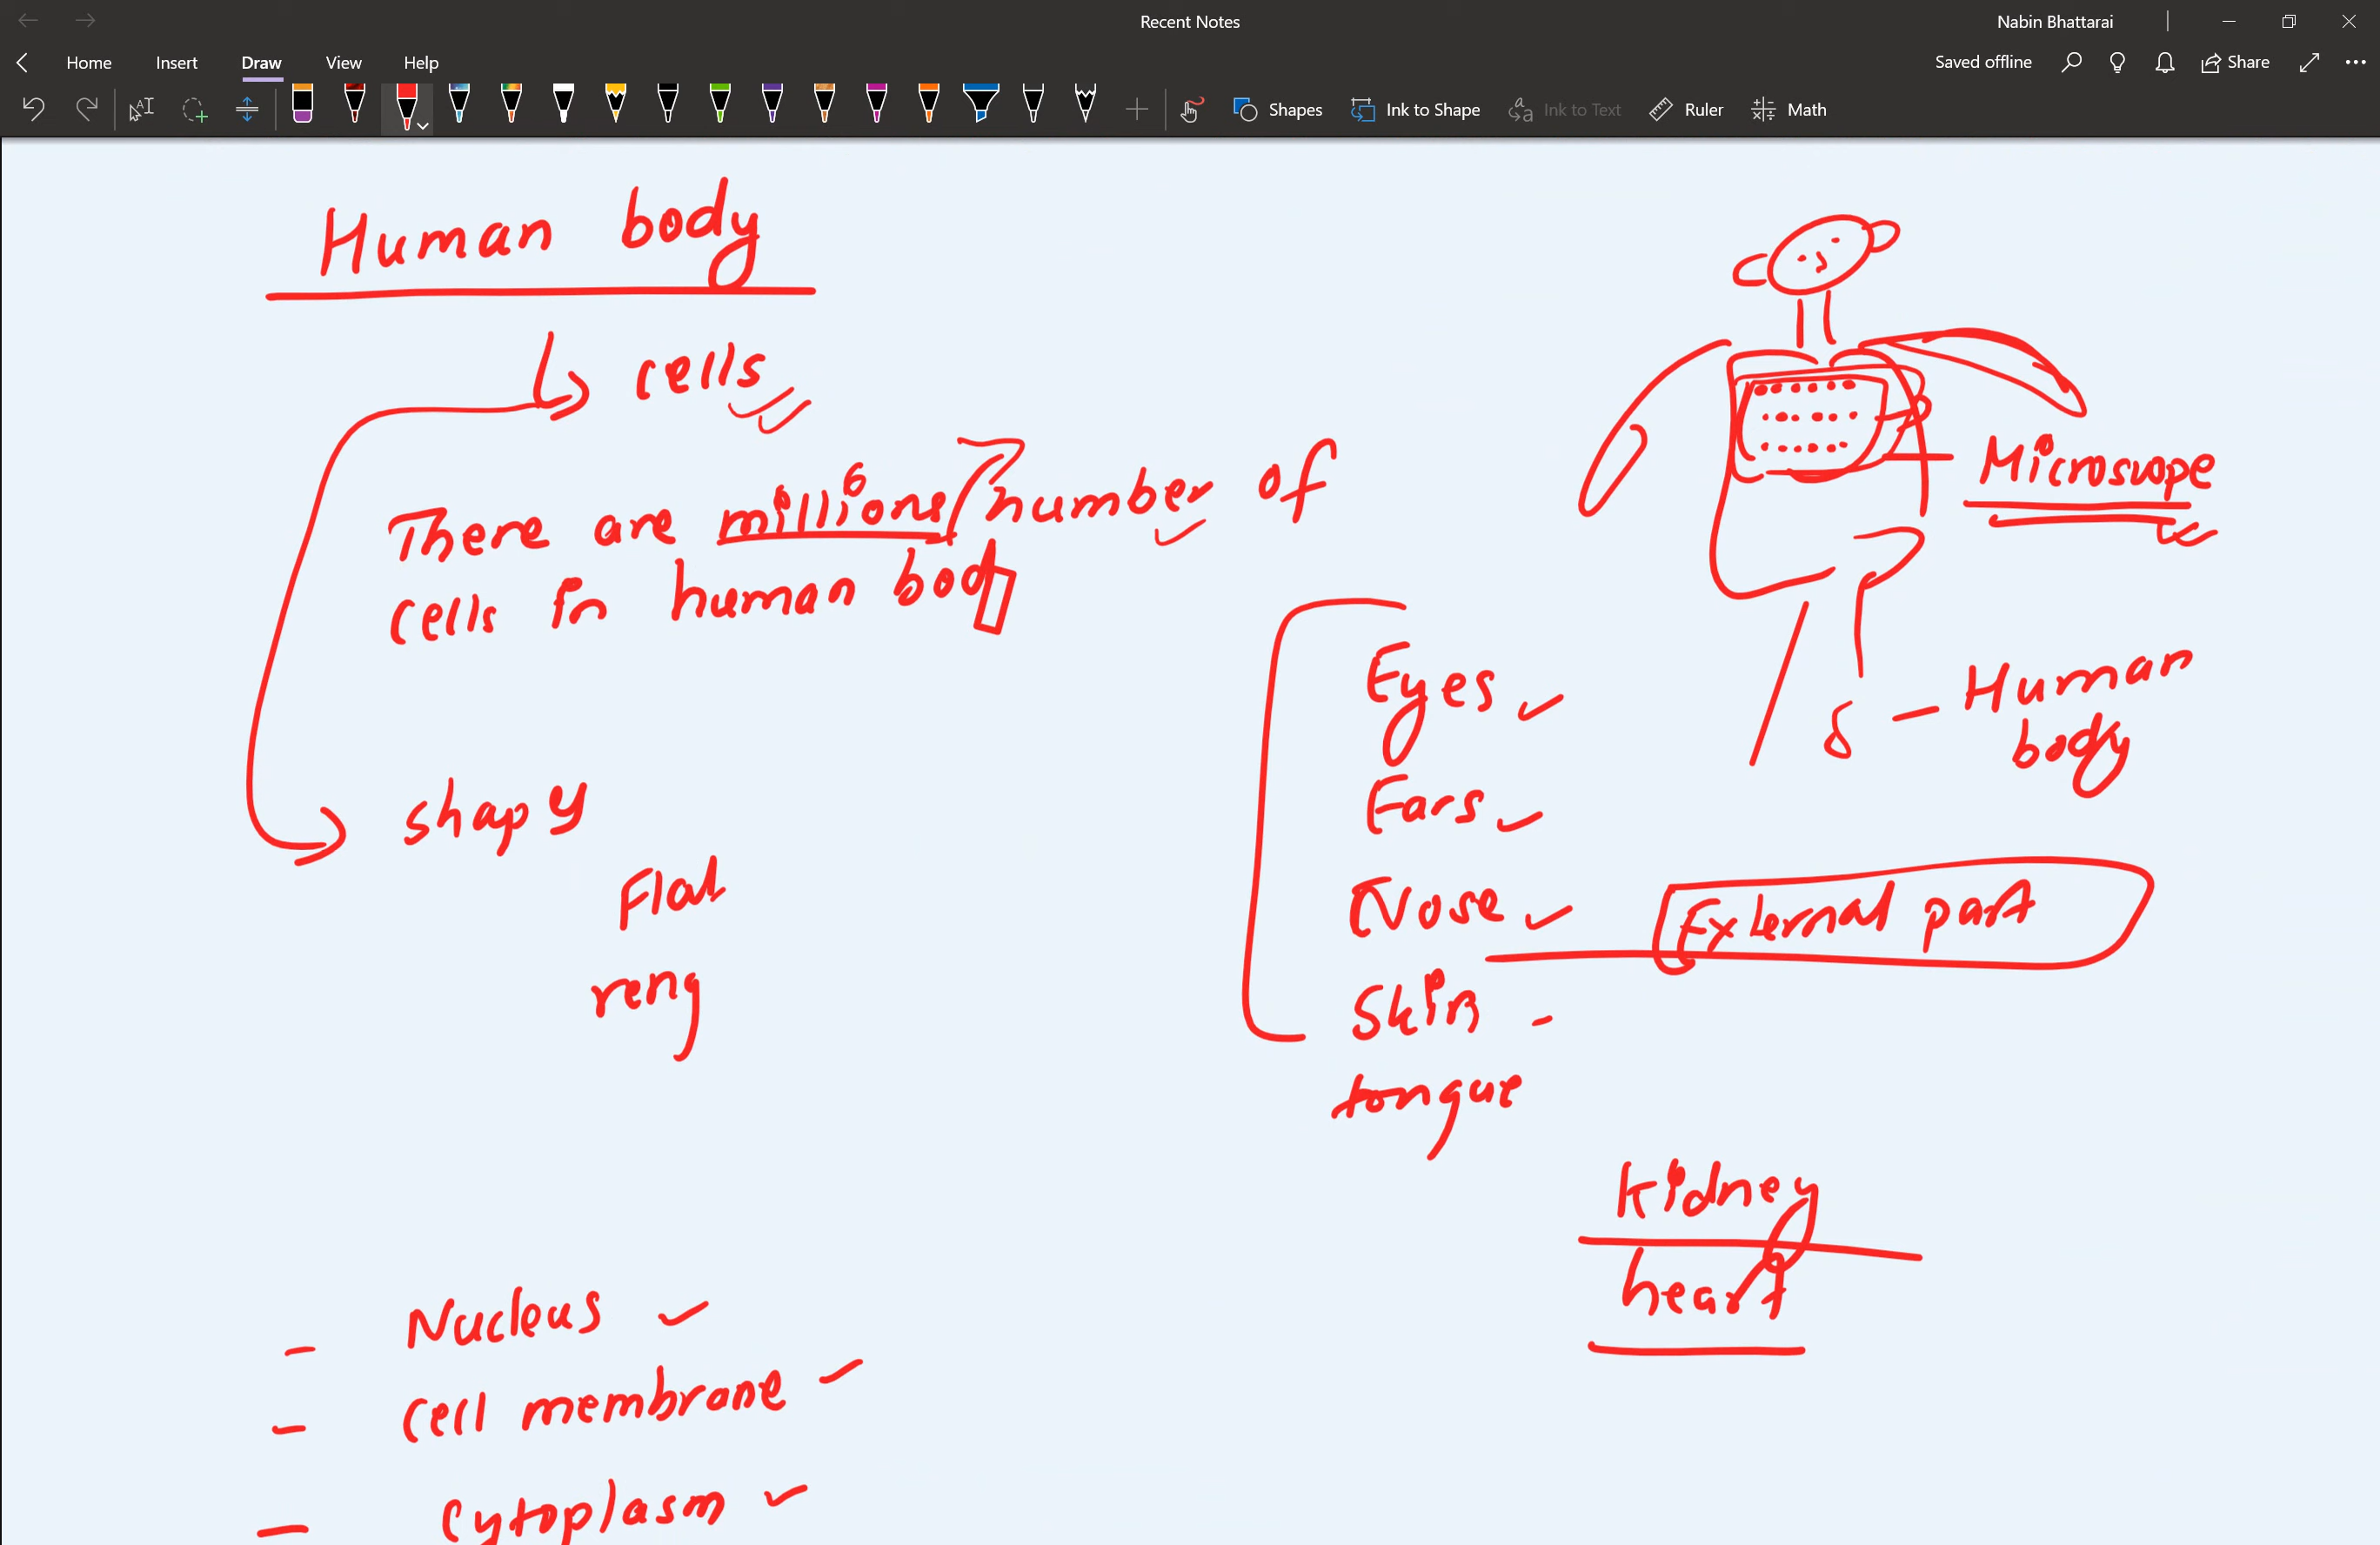 Recent Notes
Nabin Bhattarai
Home Insert Draw View Help
Saved offline
Share
Shapes
Ink to Shape
Ink to Text
Ruler
Math
Human body
cells
There are millions number of
cells in human body
shape
Flat
Microscope
Human
body
Eyes
Ears
Nose
External part
Skin
tongue
Kidney
heart
- Nucleus
- cell membrane
- Cytoplasm